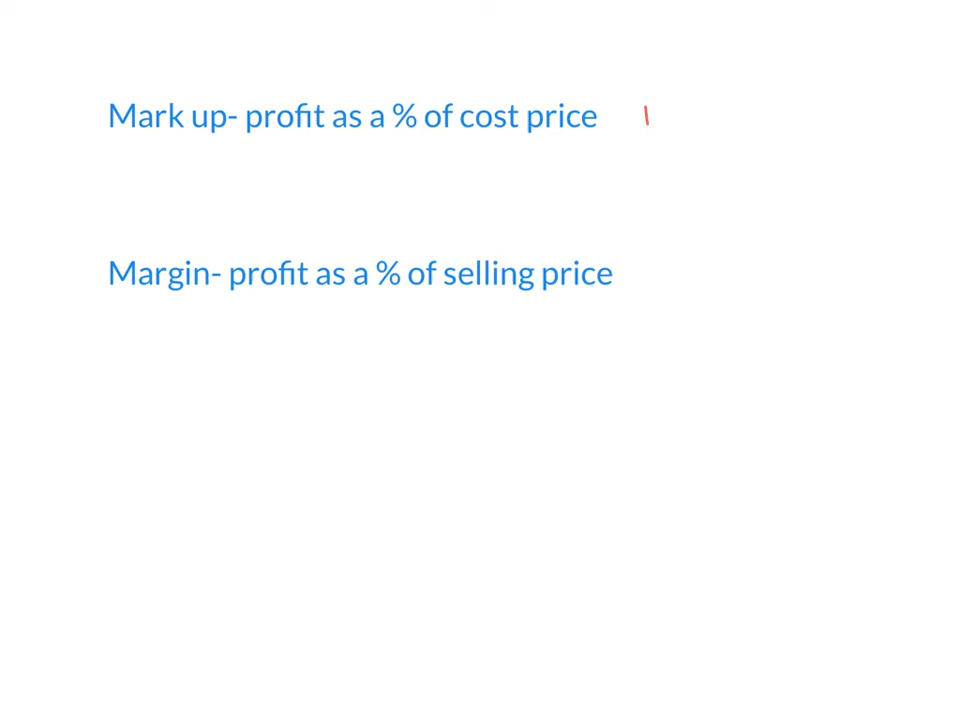 Mark up- profit as a % of cost price
Margin- profit as a % of selling price